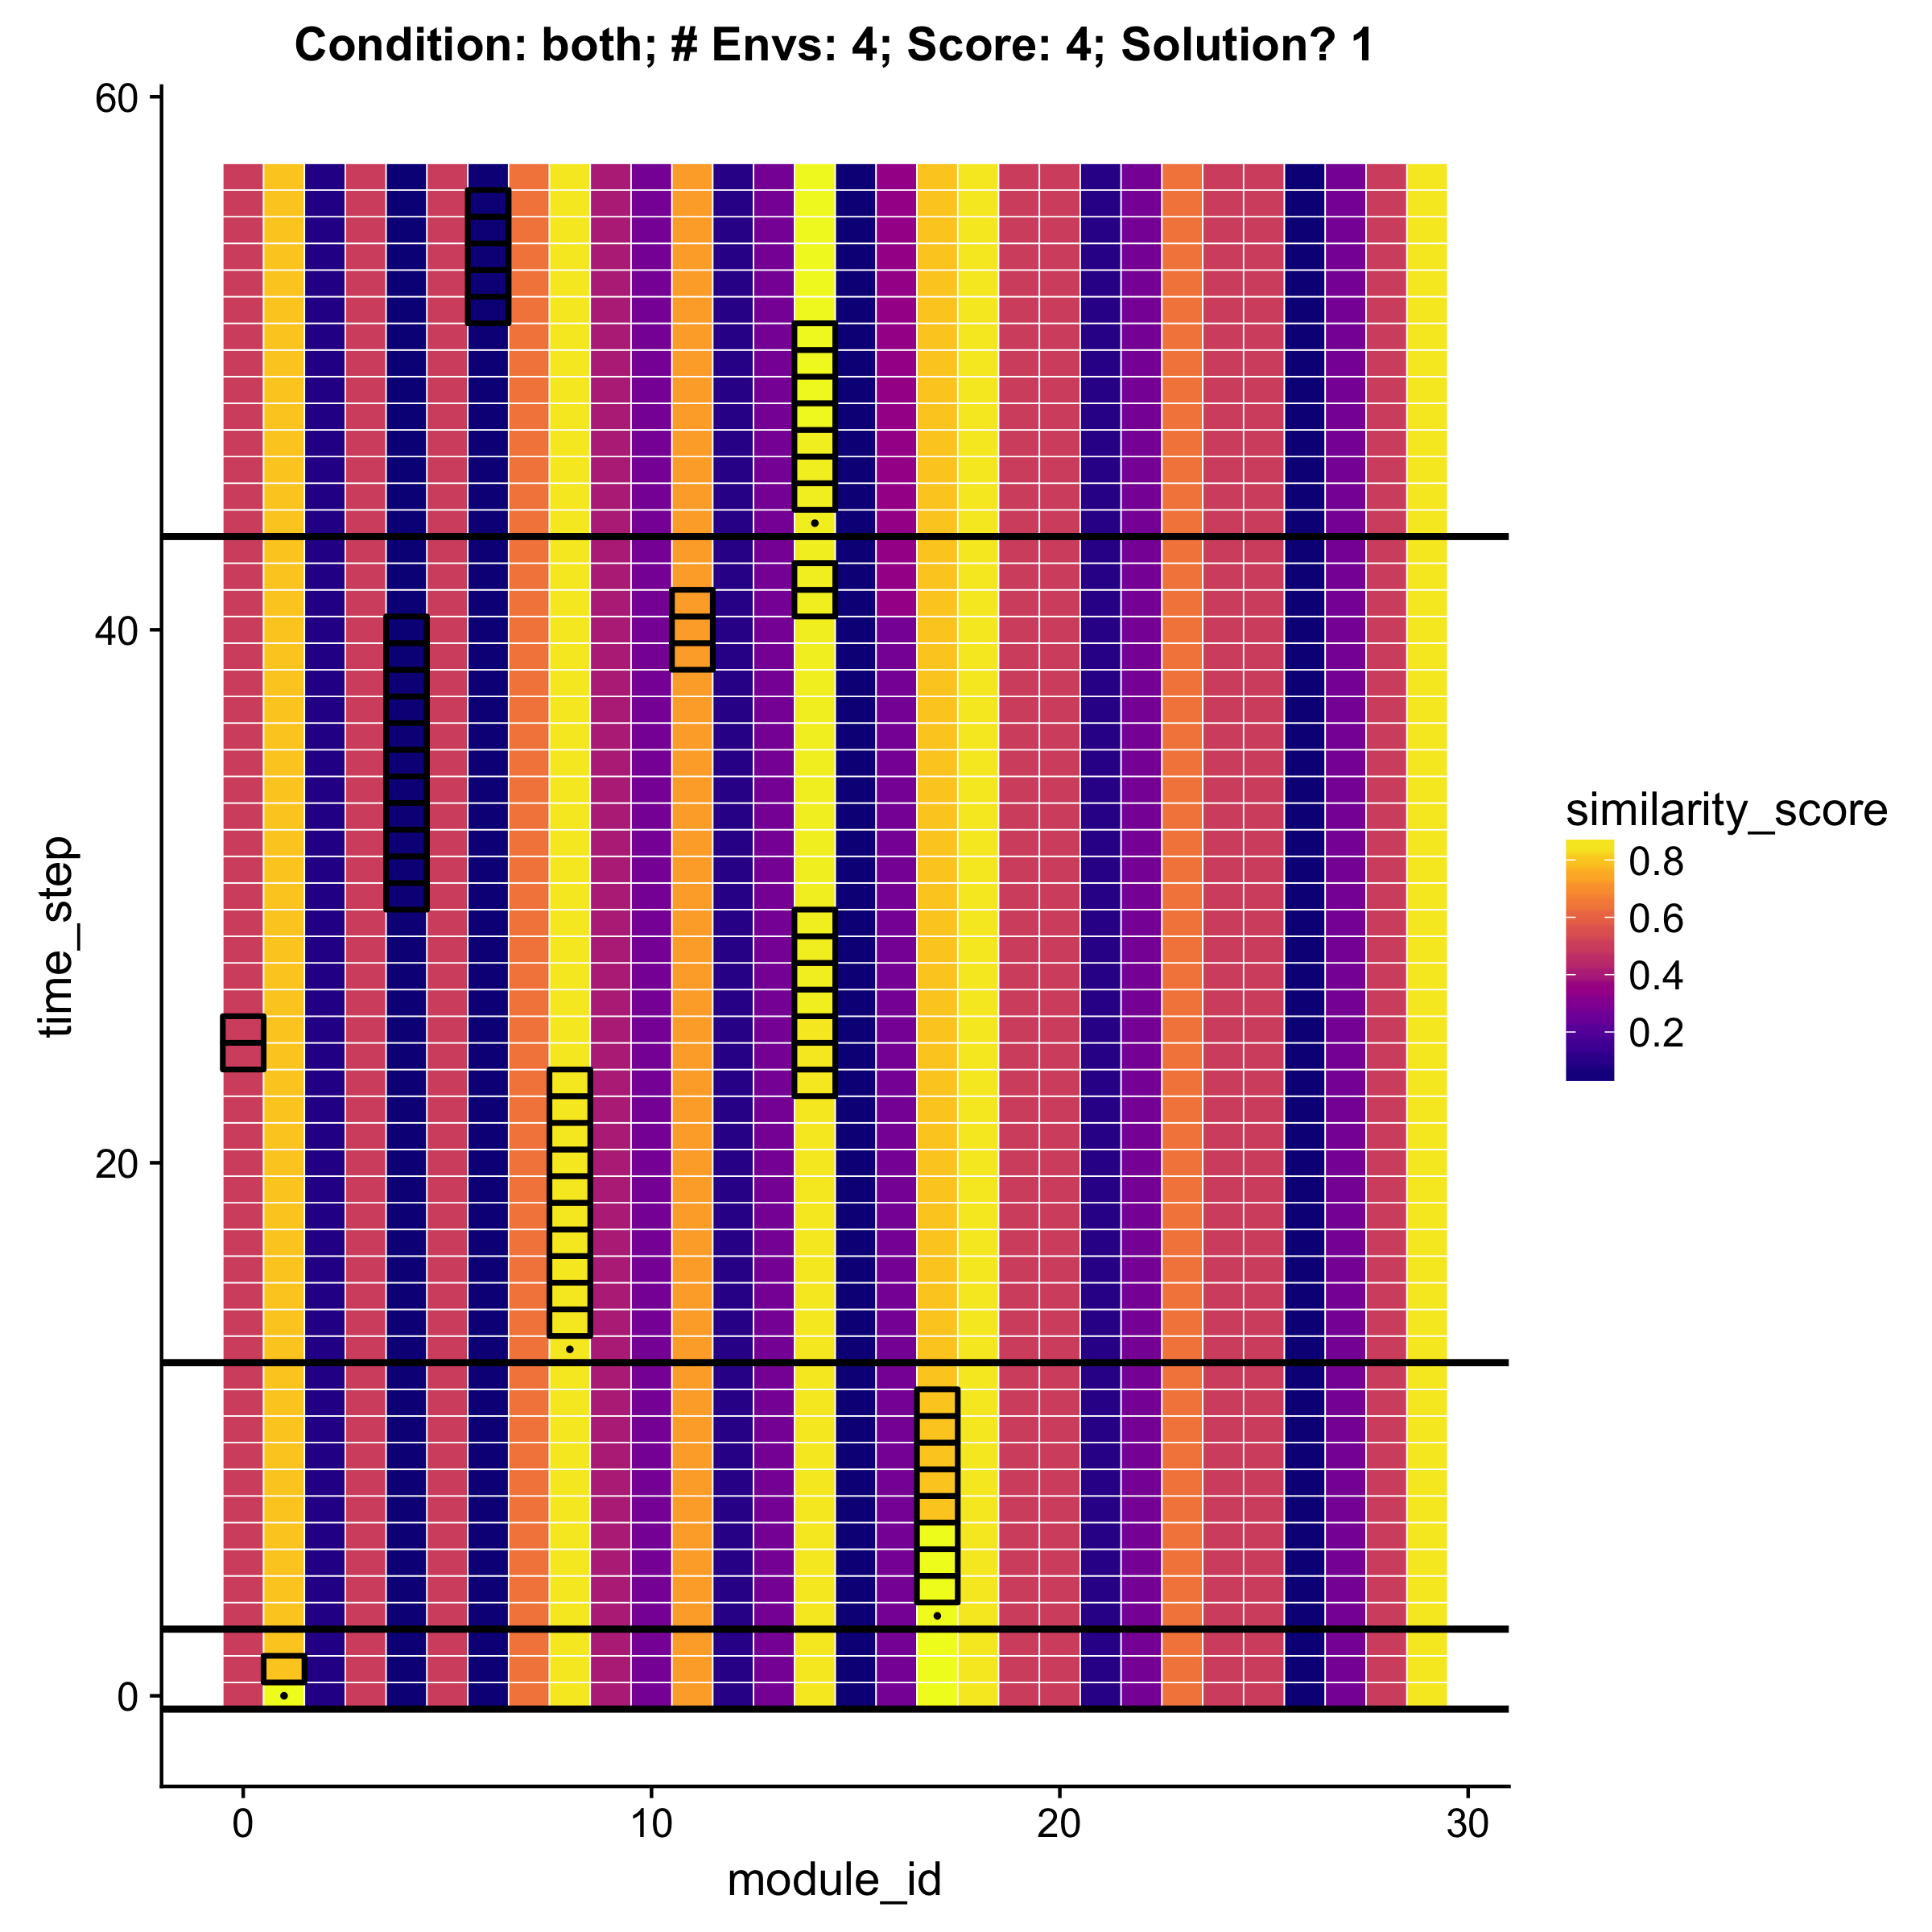 Condition: both; # Envs: 4; Score: 4; Solution? 1
60
40
20
0
time_step
0 10 20 30
module_id
similarity_score
0.8
0.6
0.4
0.2